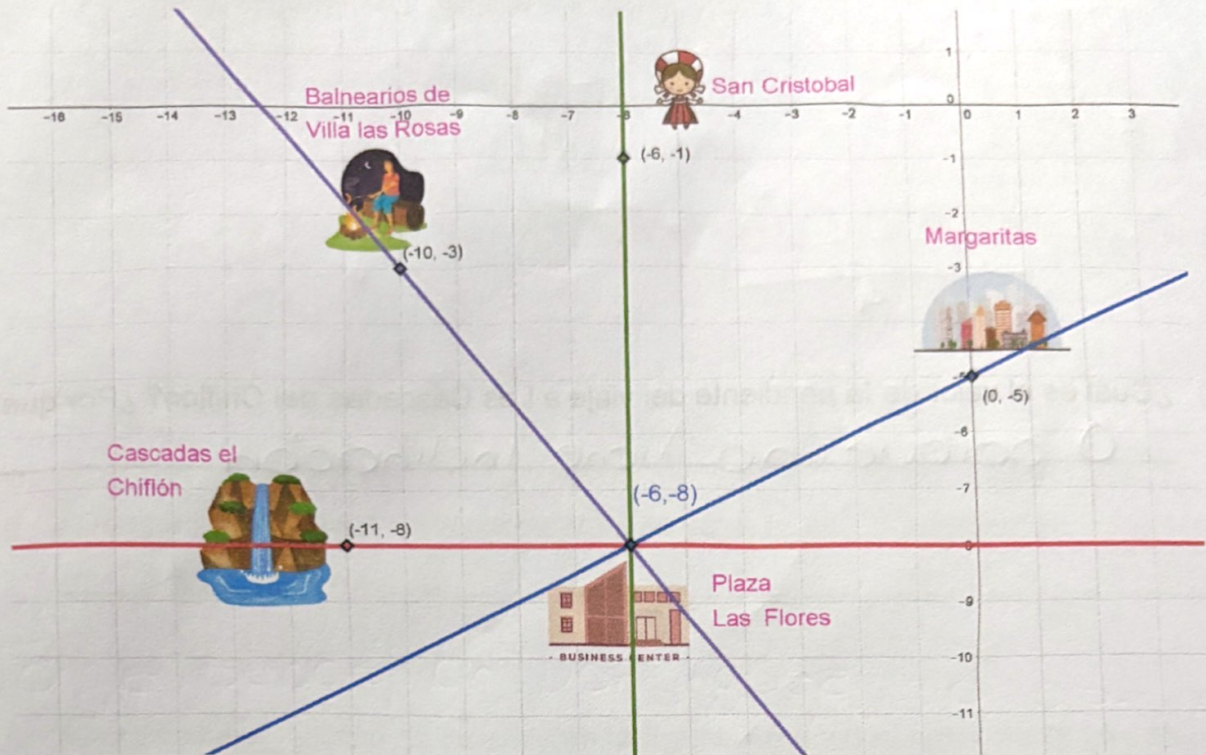 Balnearios de
Villa las Rosas
San Cristobal
1
0
-16 -15 -14 -13 -12 -11 -10 -9 -8 -7 -6 -4 -3 -2 -1 0 1 2 3
(-6, -1)
-1
-2
Margaritas
(-10, -3)
-3
-5
(0, -5)
-6
Cascadas el
Chiflón
(-6,-8)
-7
(-11, -8)
-8
Plaza
Las Flores
-9
- BUSINESS CENTER -
-10
-11